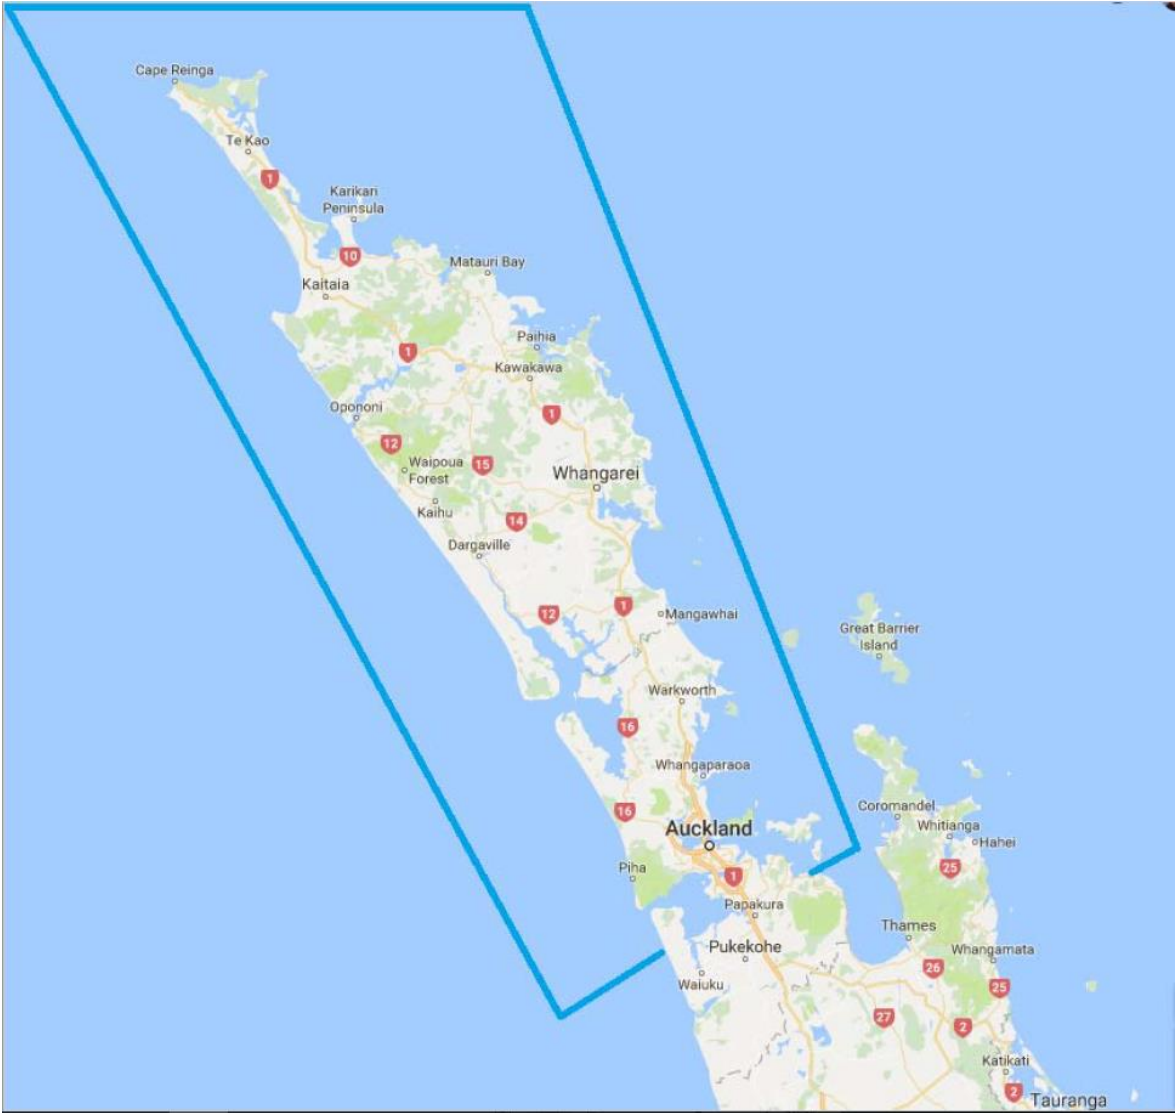 Cape Reinga
Te Kao
1
Karikari
Peninsula
10
Matauri Bay
Kaitaia
Paihia
1
Kawakawa
Opononi
1
12
Waipoua
Forest
15
Whangarei
Kaihu
14
Dargaville
1
12
Mangawhai
Great Barrier
Island
Warkworth
16
Whangaparaoa
Coromandel
16
Auckland
Whitianga
Hahei
Piha
1
25
Papakura
Thames
Pukekohe
Whangamata
26
Waiuku
25
27
2
Katikati
2
Tauranga